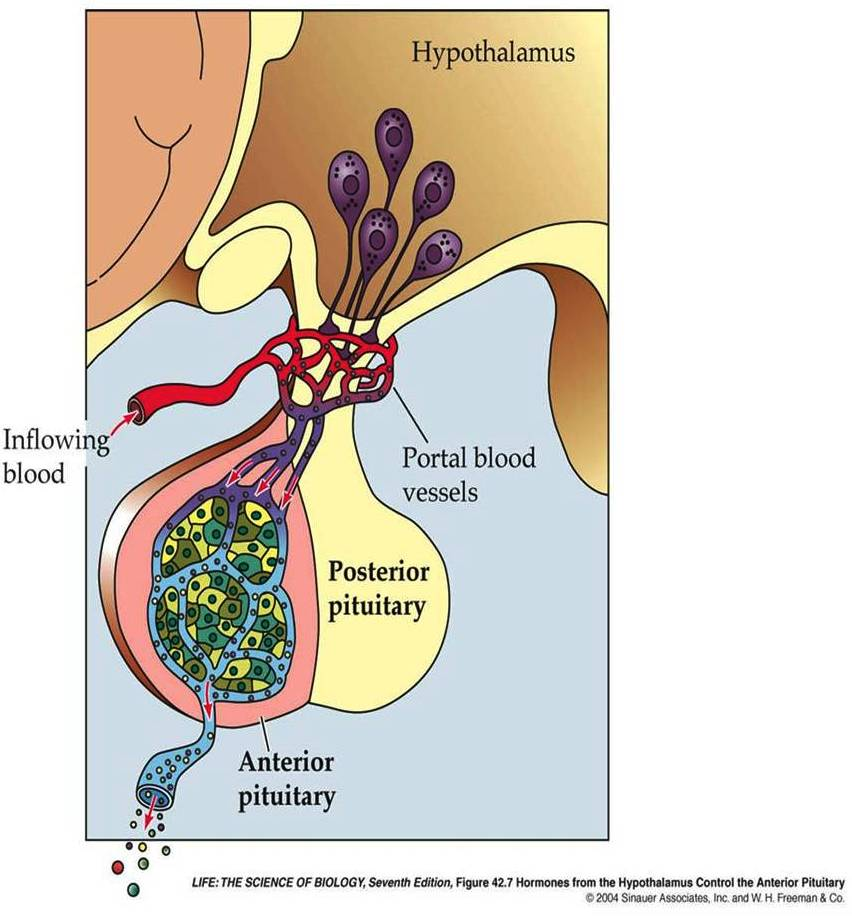 Hypothalamus
Inflowing
blood
Portal blood
vessels
Posterior
pituitary
Anterior
pituitary
LIFE: THE SCIENCE OF BIOLOGY, Seventh Edition, Figure 42.7 Hormones from the Hypothalamus Control the Anterior Pituitary
© 2004 Sinauer Associates, Inc. and W. H. Freeman & Co.